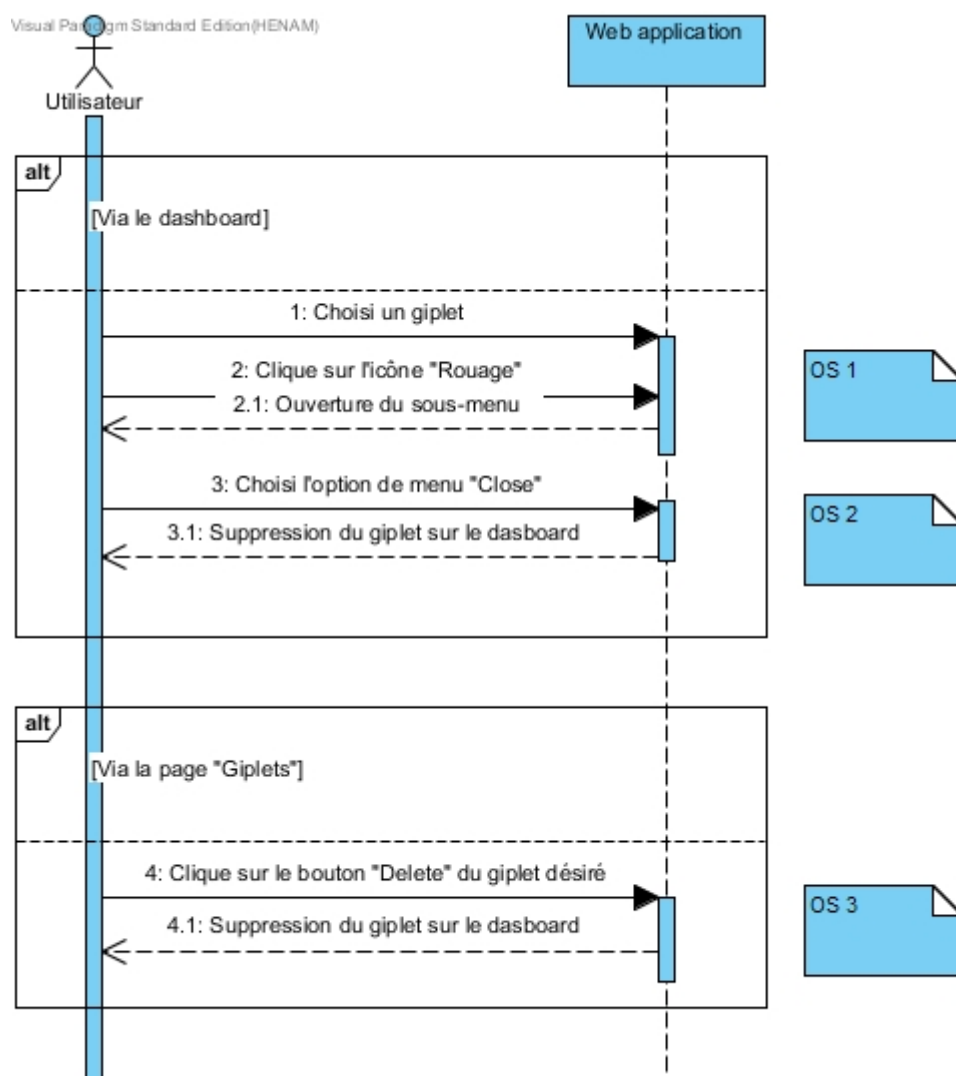 Visual Paradigm Standard Edition(HENAM)
Web application
Utilisateur
alt
[Via le dashboard]
1: Choisi un giplet
2: Clique sur l'icône "Rouage"
OS 1
2.1: Ouverture du sous-menu
3: Choisi l'option de menu "Close"
OS 2
3.1: Suppression du giplet sur le dasboard
alt
[Via la page "Giplets"]
4: Clique sur le bouton "Delete" du giplet désiré
OS 3
4.1: Suppression du giplet sur le dasboard